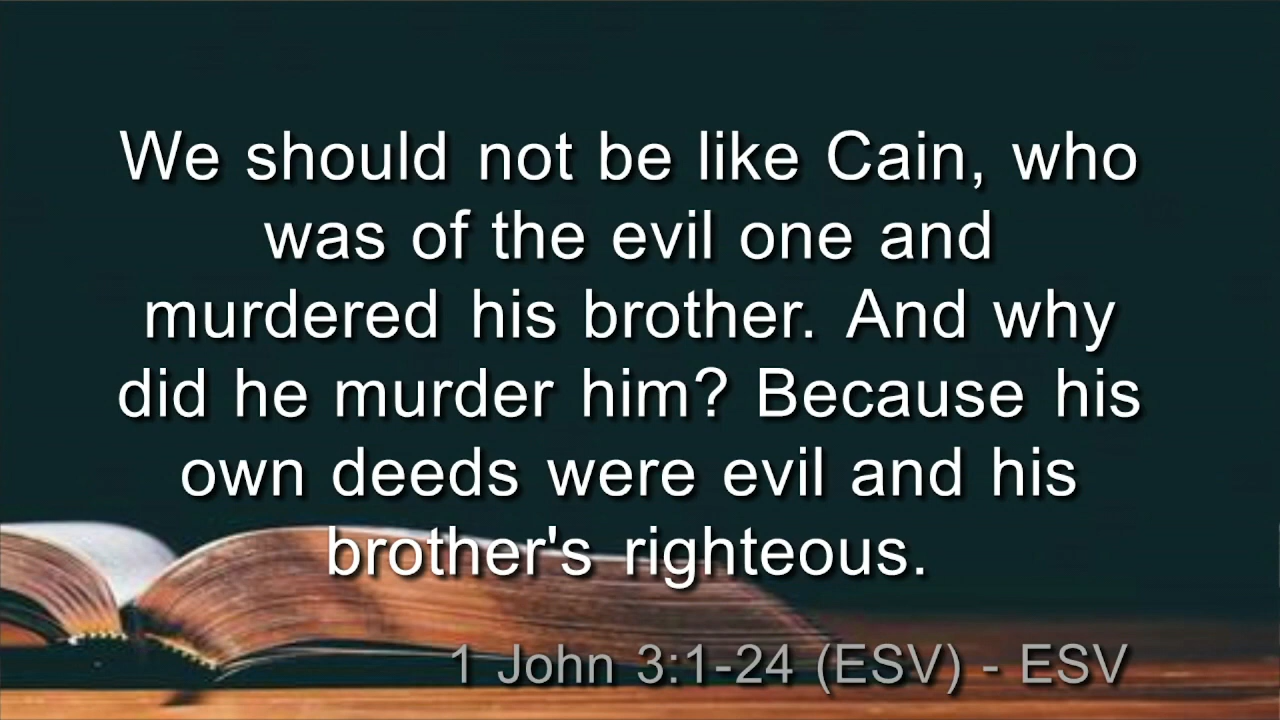 We should not be like Cain, who
was of the evil one and
murdered his brother. And why
did he murder him? Because his
own deeds were evil and his
brother's righteous.
1 John 3:1-24 (ESV) - ESV